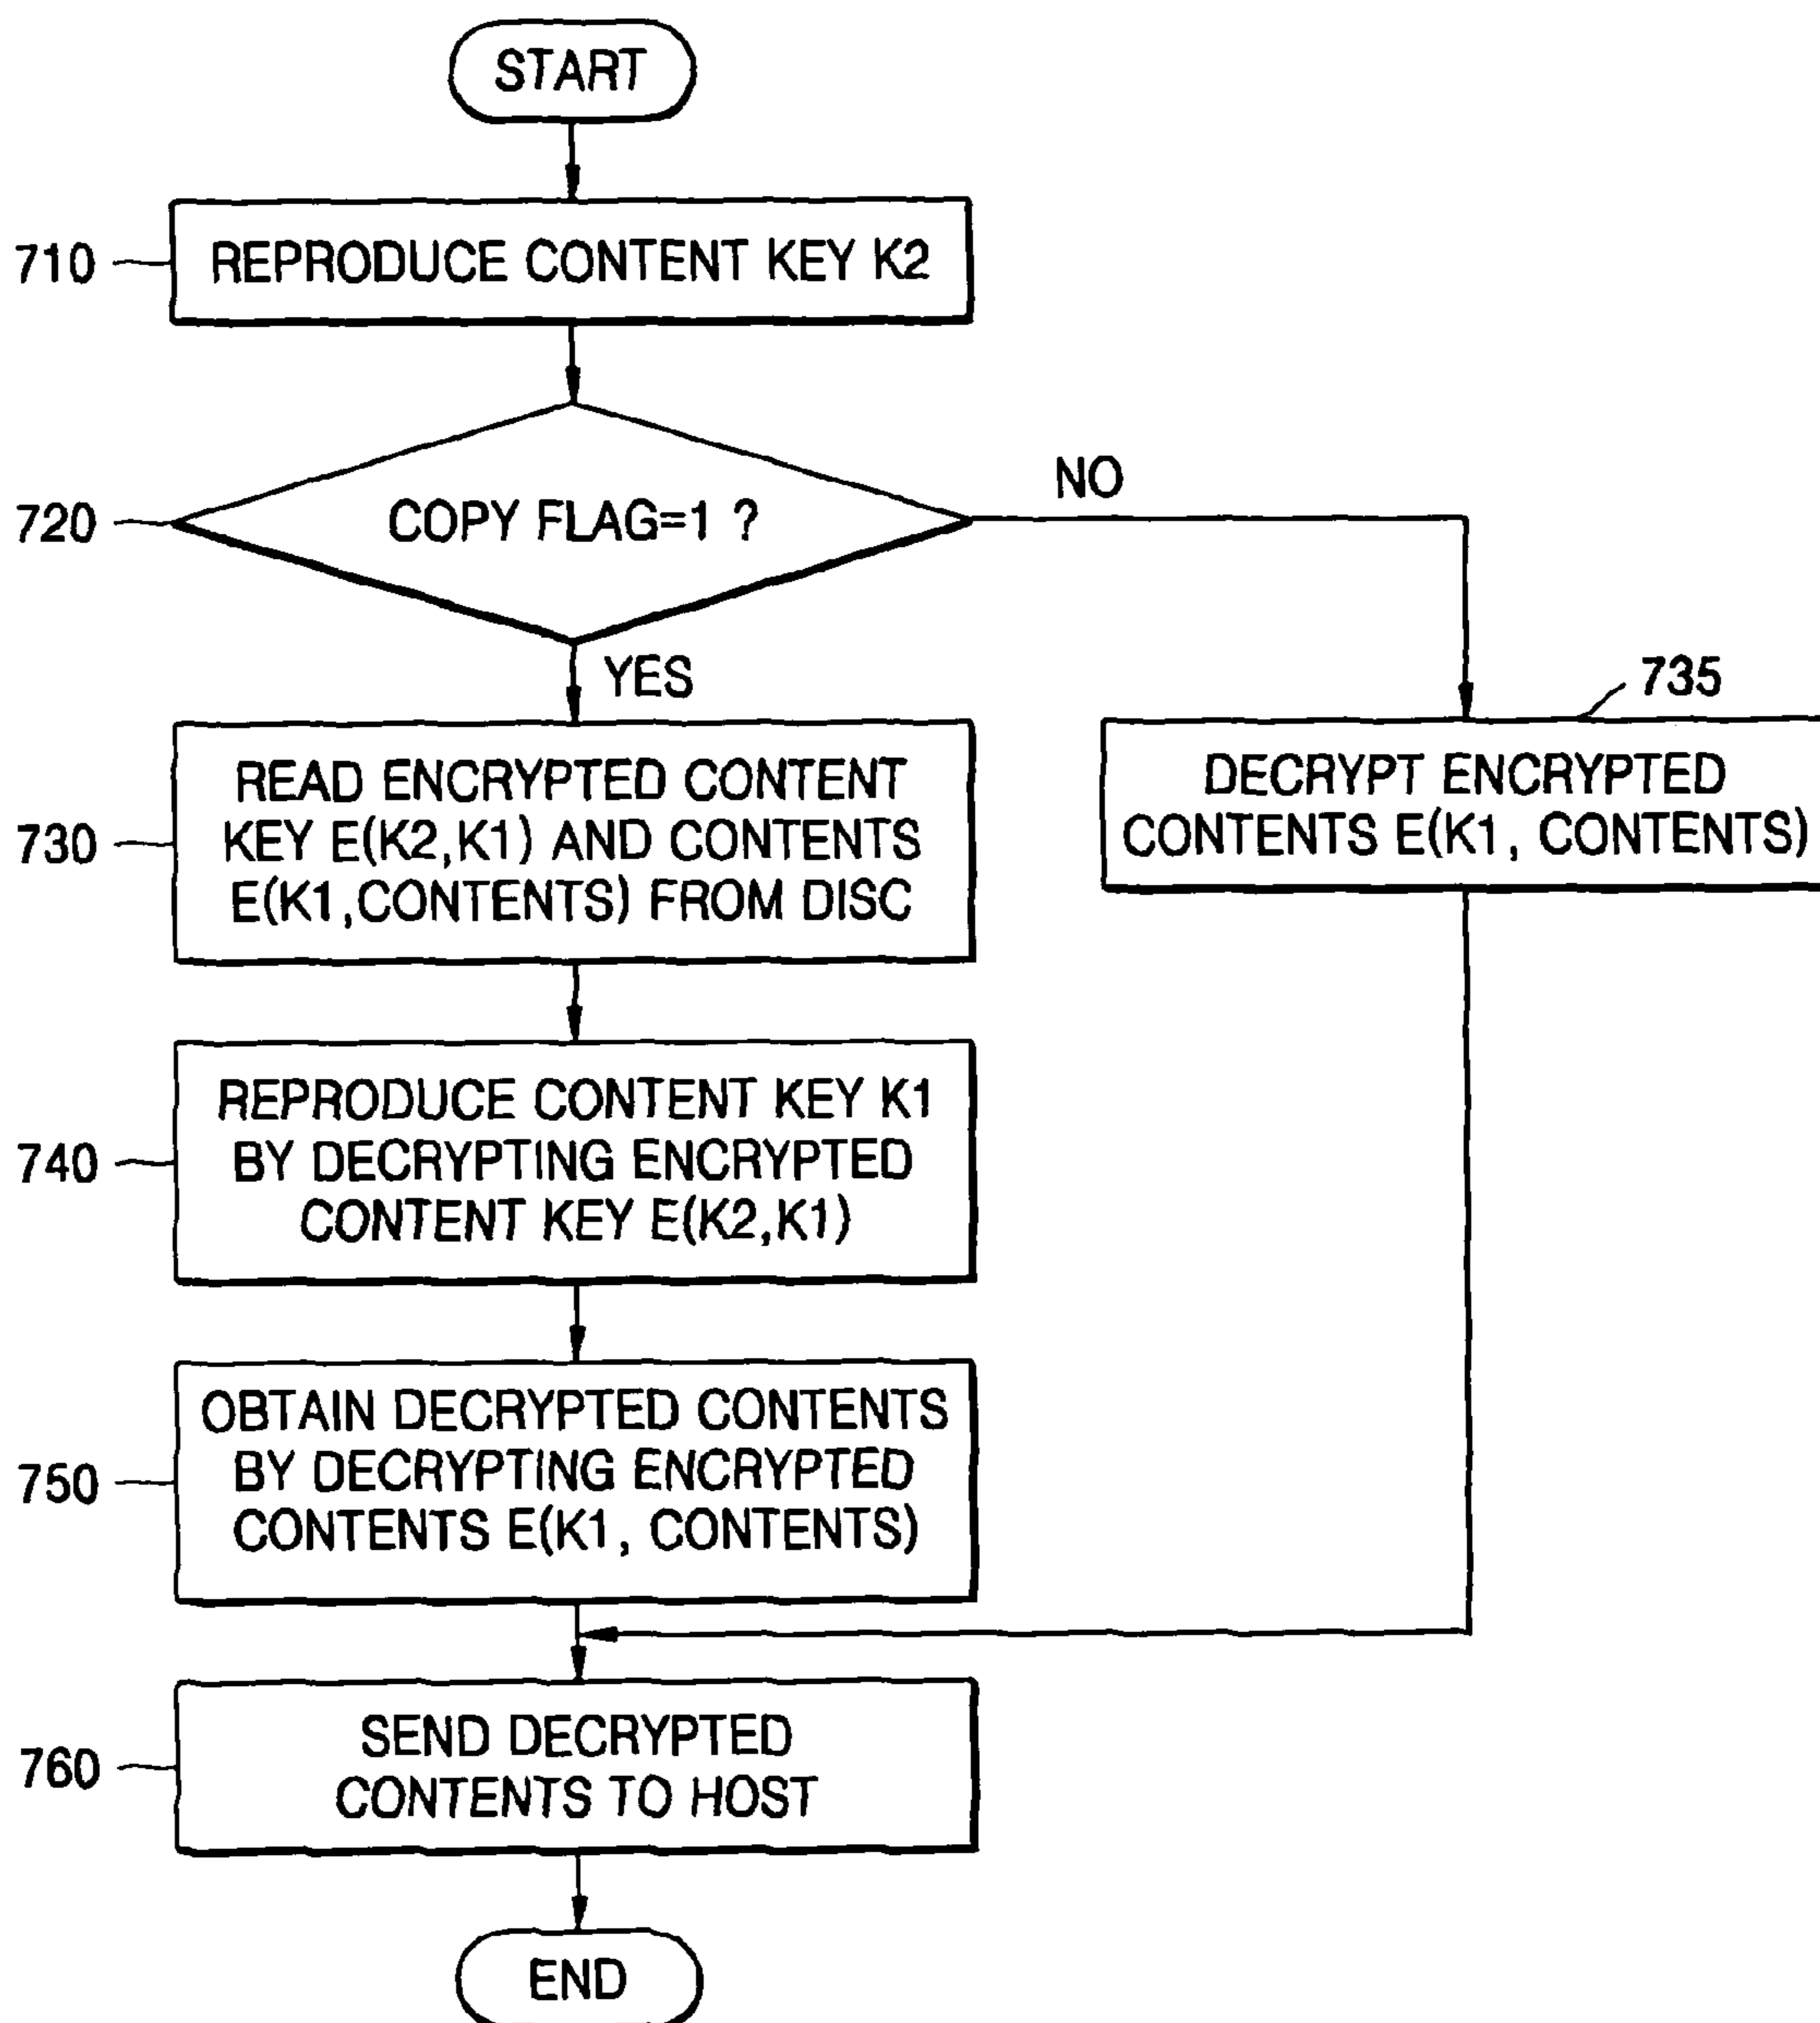 START
710
REPRODUCE CONTENT KEY K2
720
COPY FLAG=1 ?
NO
YES
735
730
READ ENCRYPTED CONTENT
KEY E(K2,K1) AND CONTENTS
E(K1,CONTENTS) FROM DISC
DECRYPT ENCRYPTED
CONTENTS E(K1, CONTENTS)
740
REPRODUCE CONTENT KEY K1
BY DECRYPTING ENCRYPTED
CONTENT KEY E(K2,K1)
750
OBTAIN DECRYPTED CONTENTS
BY DECRYPTING ENCRYPTED
CONTENTS E(K1, CONTENTS)
760
SEND DECRYPTED
CONTENTS TO HOST
END